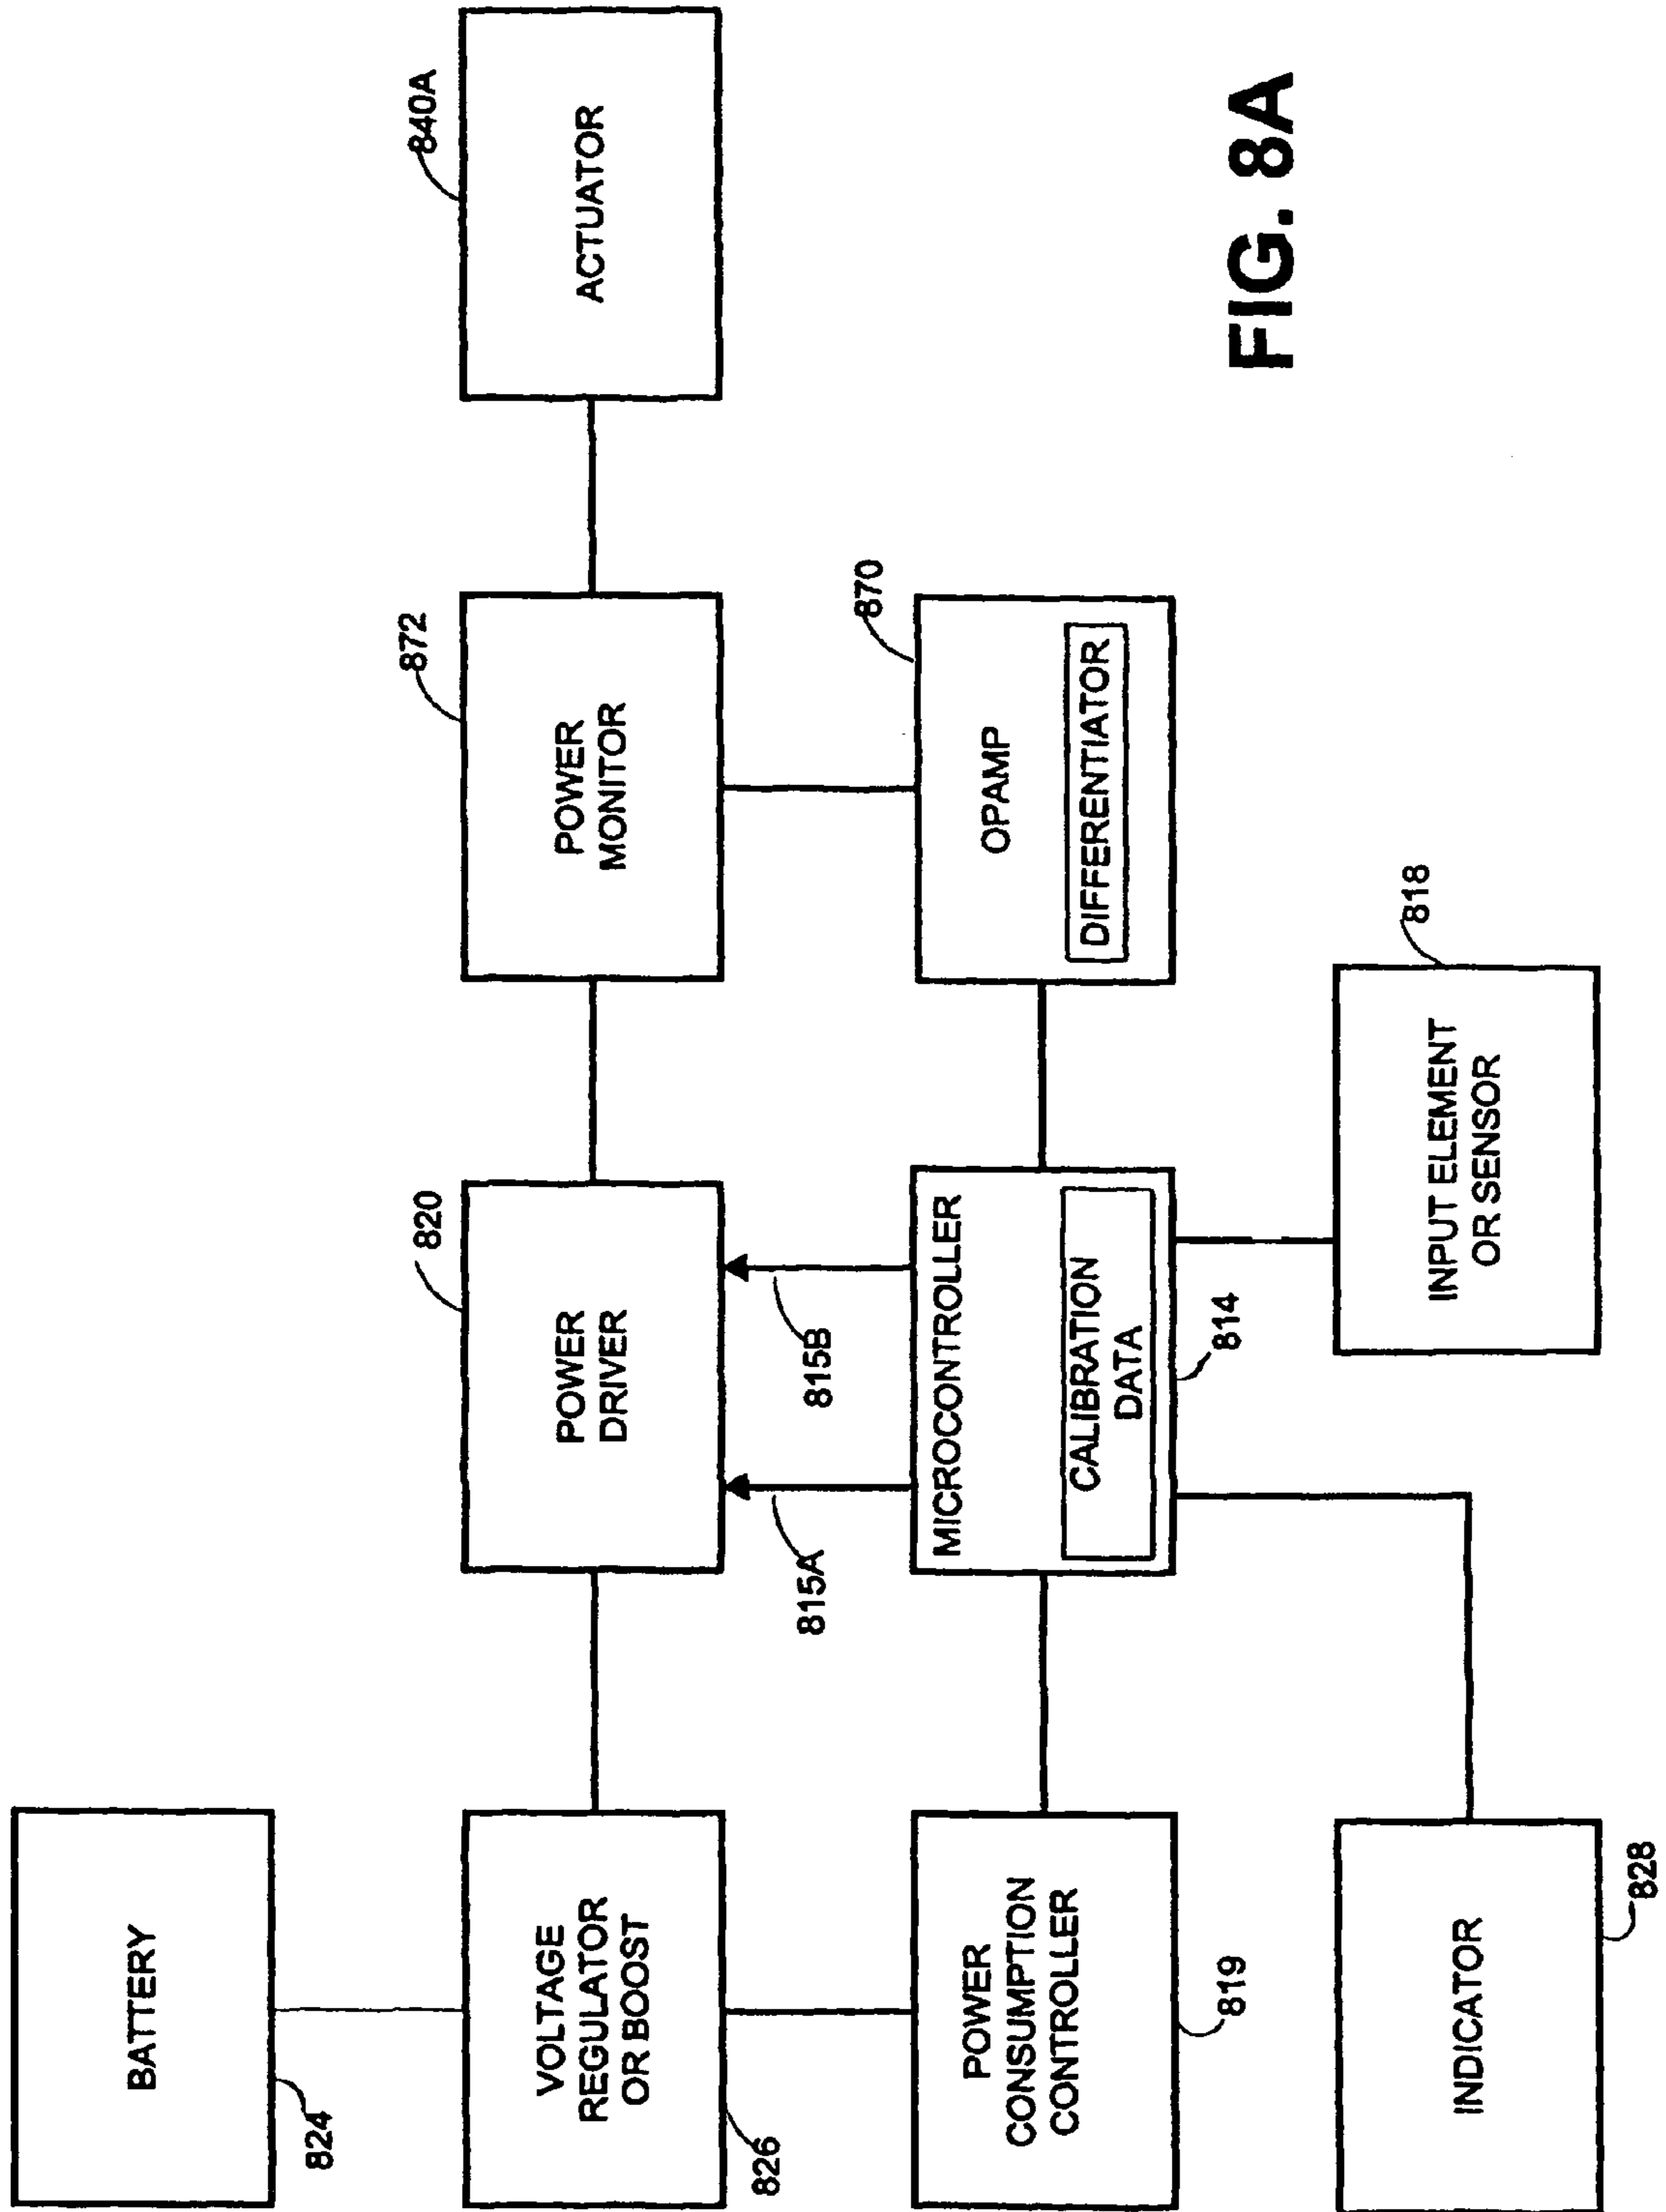 BATTERY
824
VOLTAGE
REGULATOR
OR BOOST
826
POWER
DRIVER
820
POWER
MONITOR
872
ACTUATOR
840A
815A
815B
POWER
CONSUMPTION
CONTROLLER
819
MICROCONTROLLER
CALIBRATION
DATA
814
OPAMP
DIFFERENTIATOR
870
INDICATOR
828
INPUT ELEMENT
OR SENSOR
818
FIG. 8A